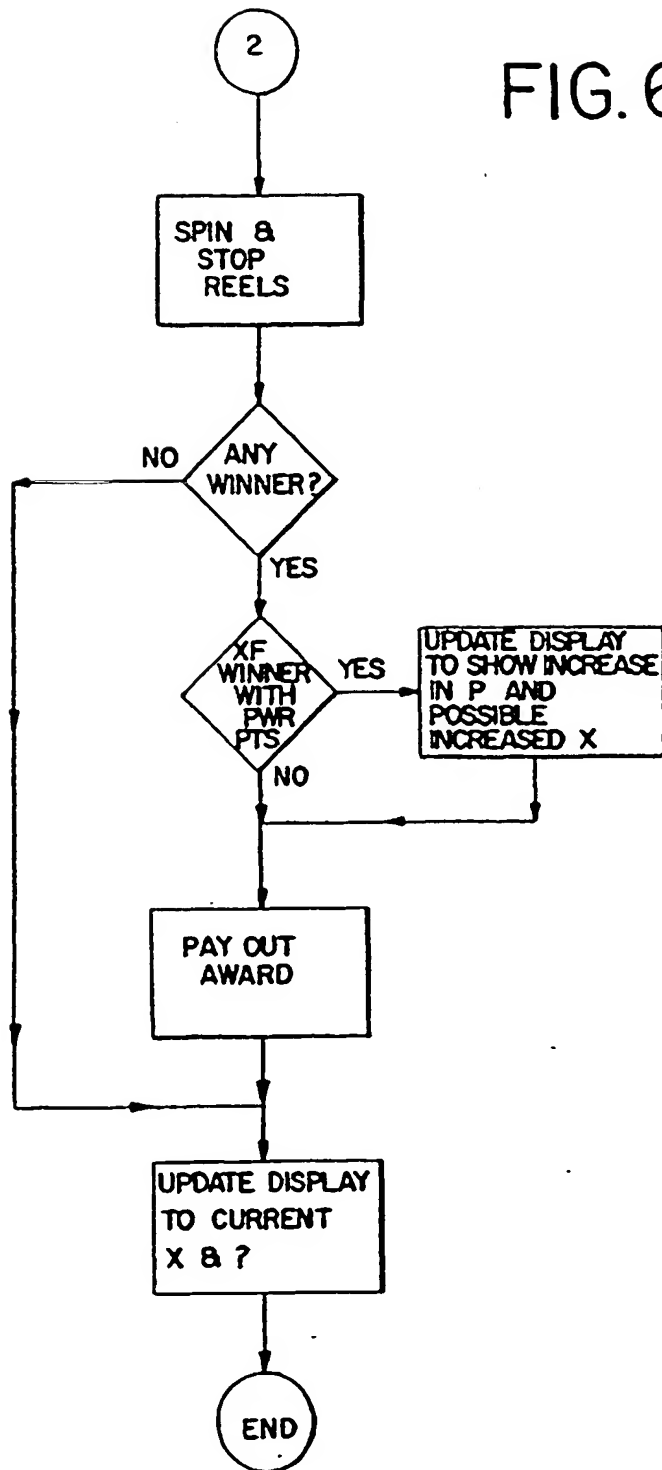 2
FIG. 6
SPIN &
STOP
REELS
ANY
WINNER?
NO
YES
XF
WINNER
WITH
PWR
PTS
YES
NO
UPDATE DISPLAY
TO SHOW INCREASE
IN P AND
POSSIBLE
INCREASED X
PAY OUT
AWARD
UPDATE DISPLAY
TO CURRENT
X & ?
END